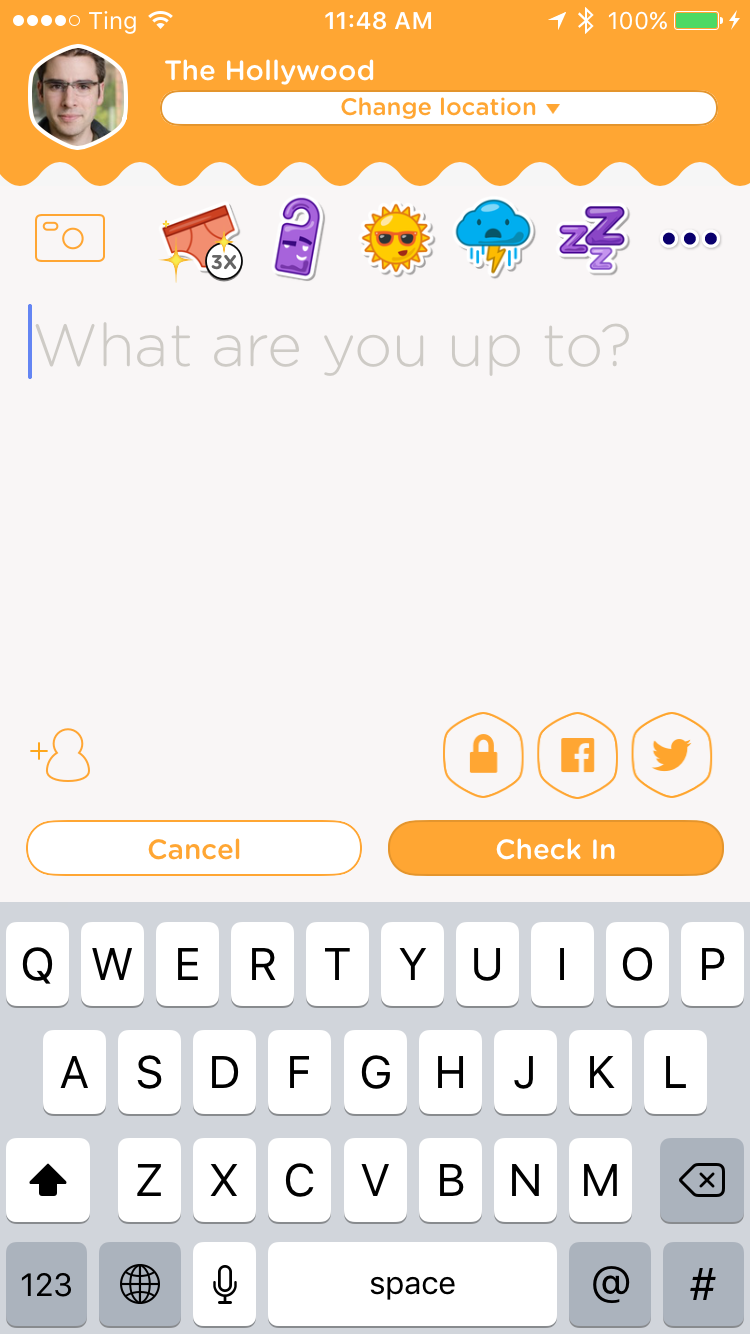 Ting 11:48 AM 100%
The Hollywood
Change location
3X
ZZZ
What are you up to?
Cancel Check In
Q W E R T Y U I O P
A S D F G H J K L
Z X C V B N M
123 space @ #